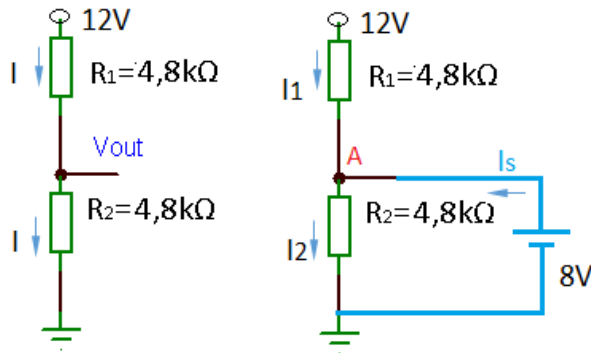 12V
I
R1=4,8kΩ
Vout
I
R2=4,8kΩ
12V
I1
R1=4,8kΩ
A
Is
I2
R2=4,8kΩ
8V